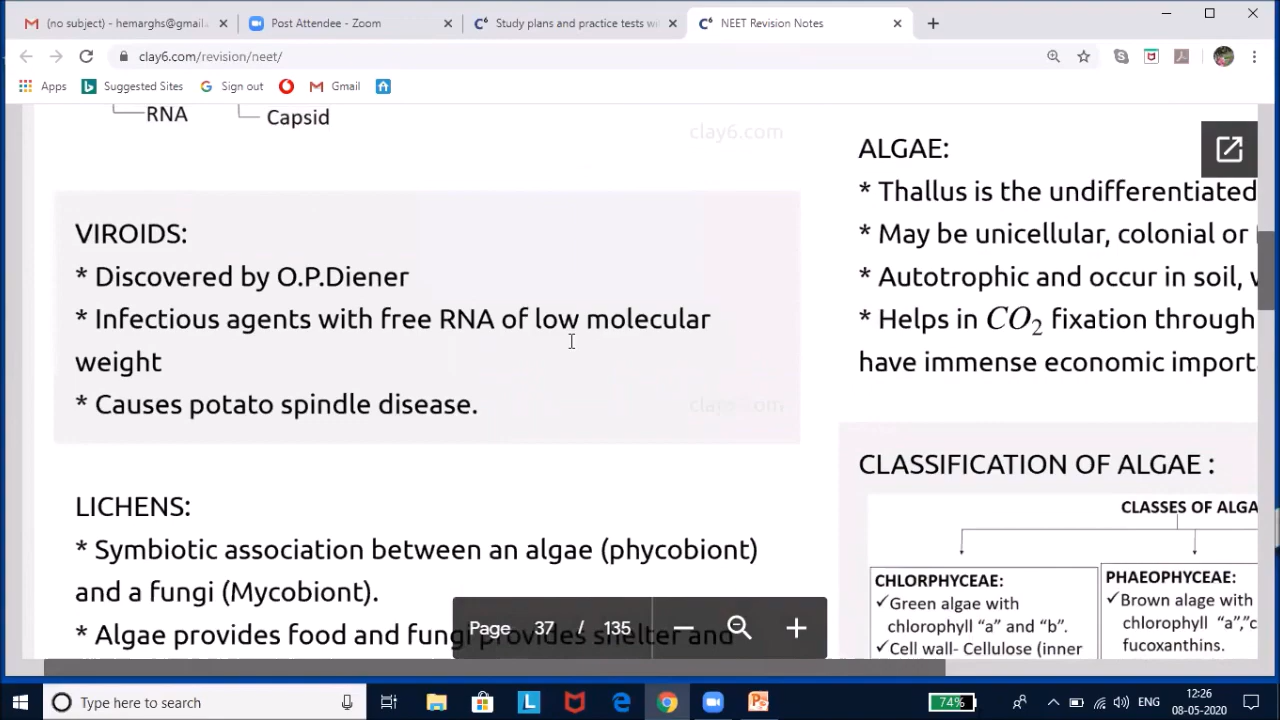 (no subject) - hemarghs@gmail.
Post Attendee - Zoom
Study plans and practice tests wi
NEET Revision Notes
clay6.com/revision/neet/
Apps
Suggested Sites
Sign out
Gmail
RNA
Capsid
clay6.com
VIROIDS:
* Discovered by O.P.Diener
* Infectious agents with free RNA of low molecular
weight
* Causes potato spindle disease.
clay6.com
LICHENS:
* Symbiotic association between an algae (phycobiont)
and a fungi (Mycobiont).
* Algae provides food and fungi provides shelter and
ALGAE:
* Thallus is the undifferentiated
* May be unicellular, colonial or
* Autotrophic and occur in soil,
* Helps in CO2 fixation through
have immense economic import
CLASSIFICATION OF ALGAE :
CLASSES OF ALGA
CHLORPHYCEAE:
✓Green algae with
chlorophyll “a” and “b”.
✓Cell wall- Cellulose (inner
PHAEOPHYCEAE:
✓Brown alage with
chlorophyll “a”,“c
fucoxanthins.
Page 37 / 135
Type here to search
74%
ENG
12:26
08-05-2020